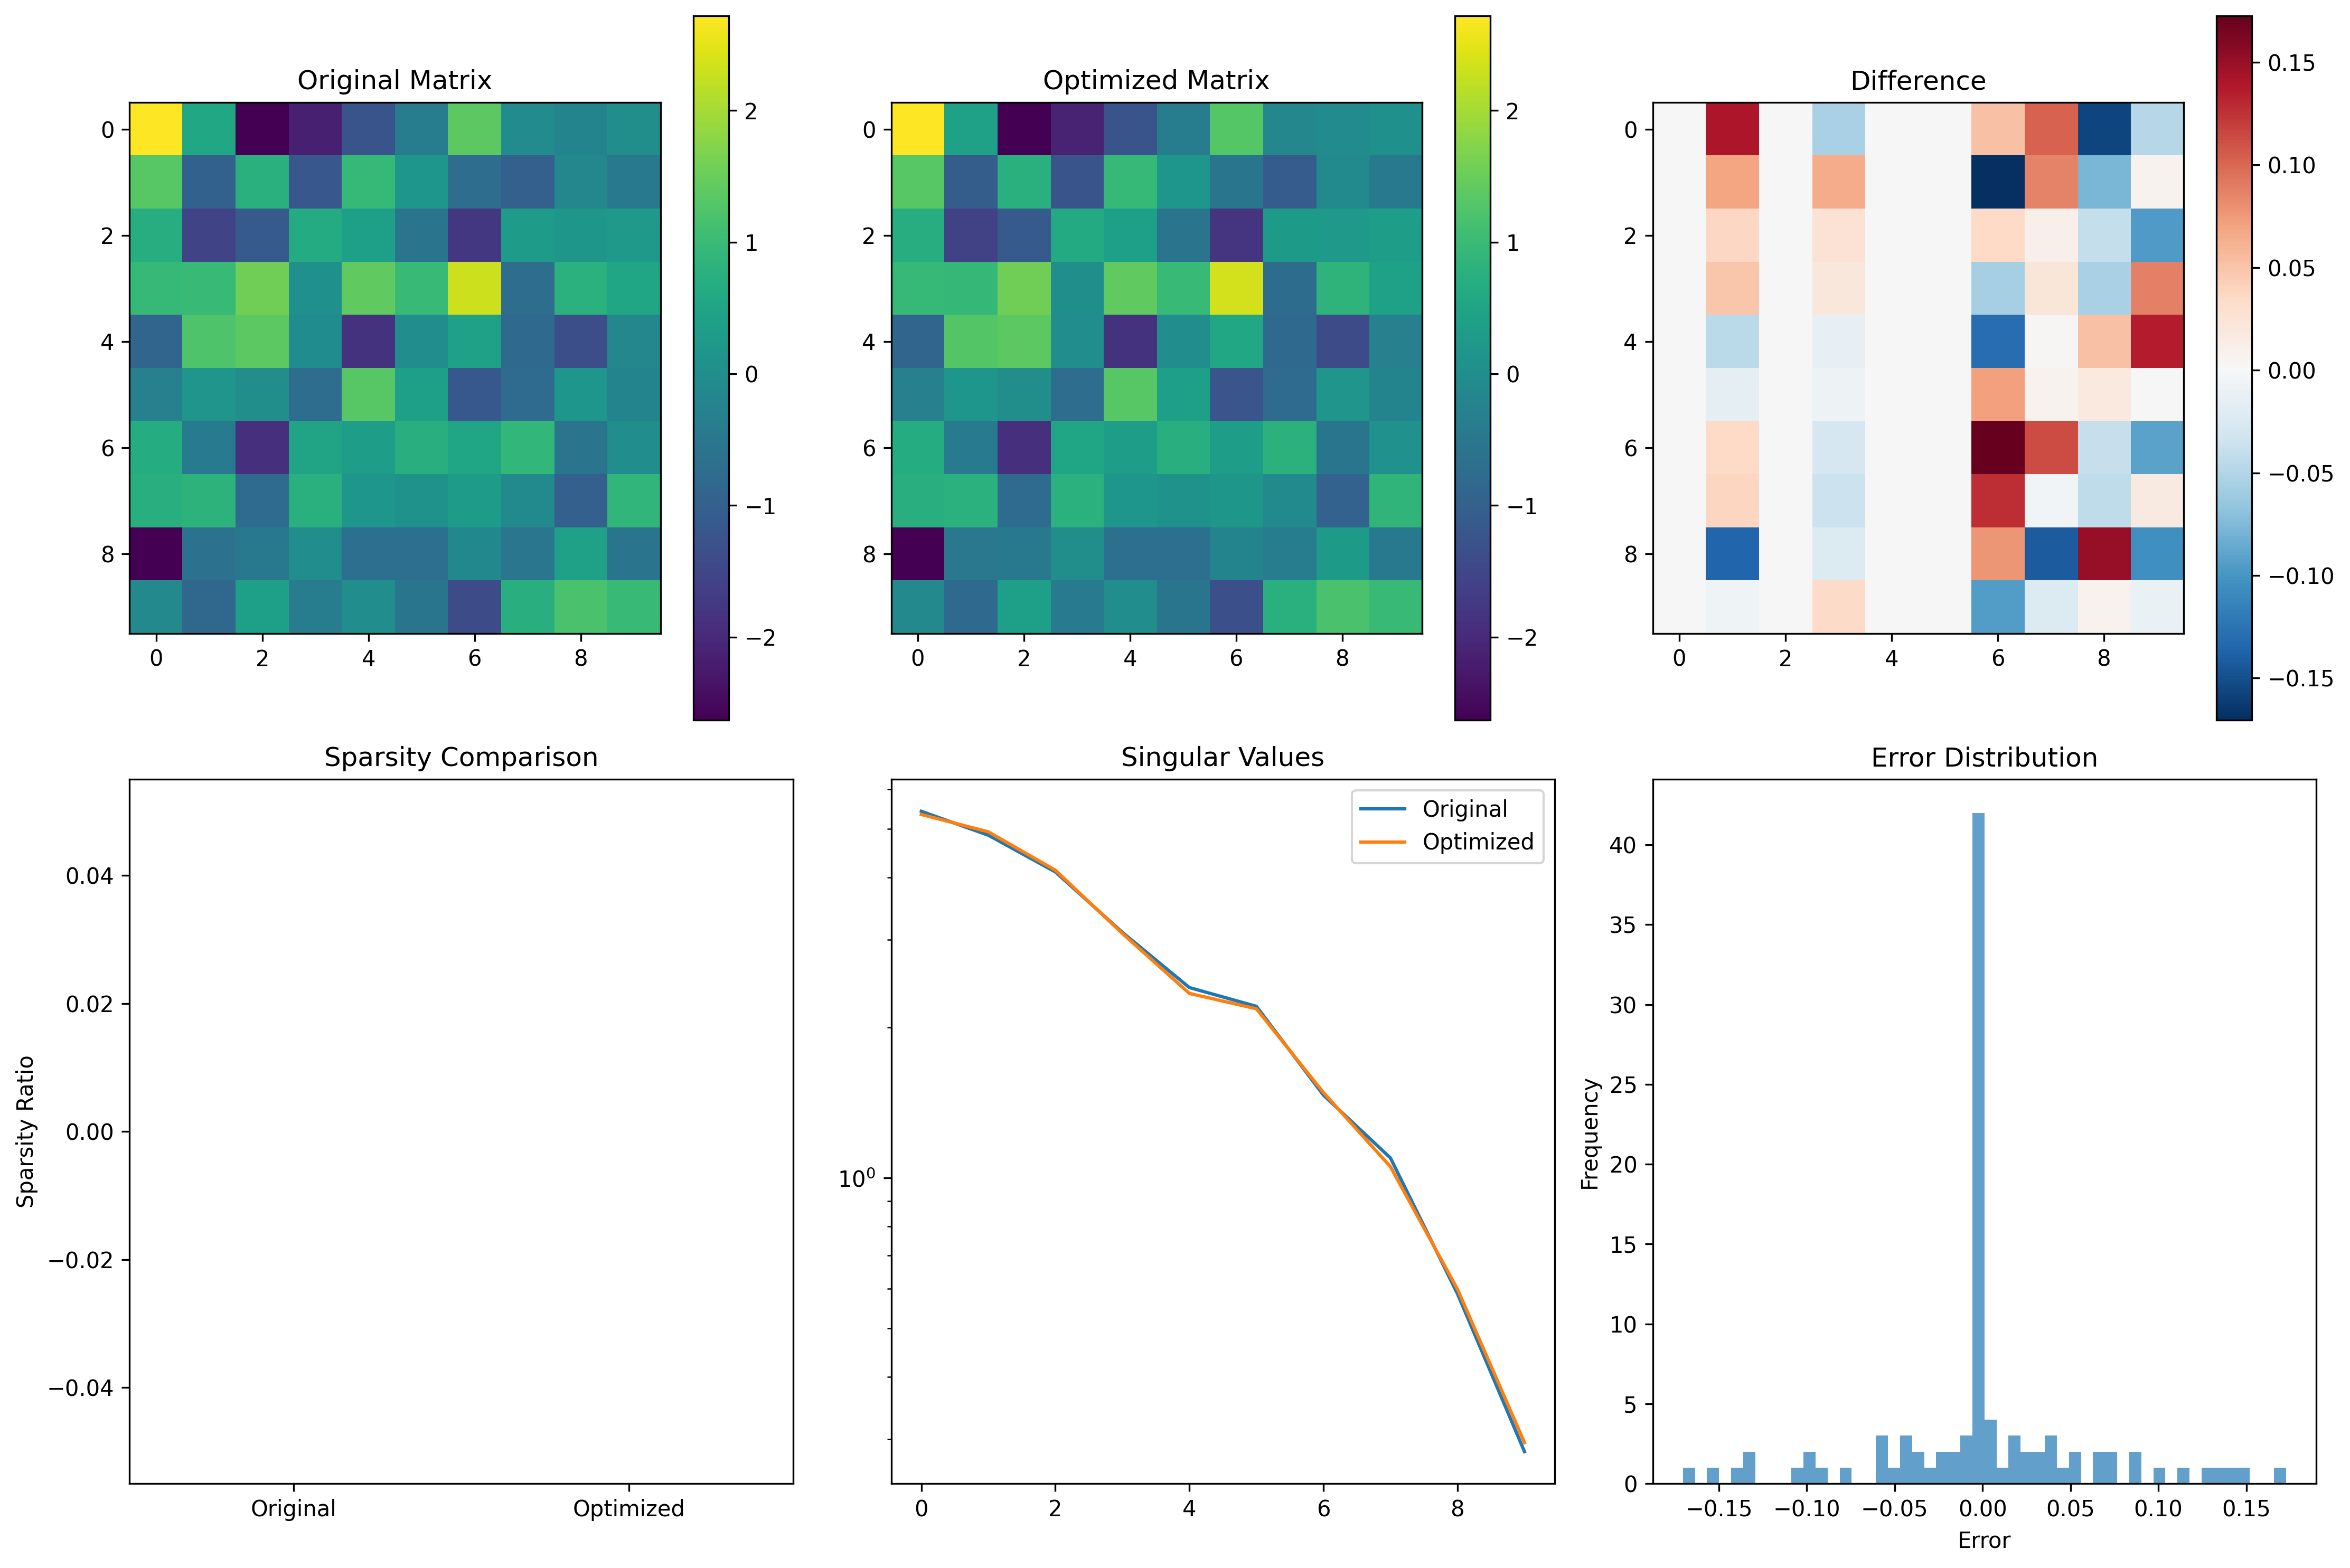 Original Matrix
0
2
4
6
8
0 2 4 6 8
2
1
0
−1
−2
Optimized Matrix
0
2
4
6
8
0 2 4 6 8
2
1
0
−1
−2
Difference
0
2
4
6
8
0 2 4 6 8
0.15
0.10
0.05
0.00
−0.05
−0.10
−0.15
Sparsity Comparison
Sparsity Ratio
0.04
0.02
0.00
−0.02
−0.04
Original Optimized
Singular Values
Original
Optimized
10⁰
0 2 4 6 8
Error Distribution
Frequency
40
35
30
25
20
15
10
5
0
−0.15 −0.10 −0.05 0.00 0.05 0.10 0.15
Error